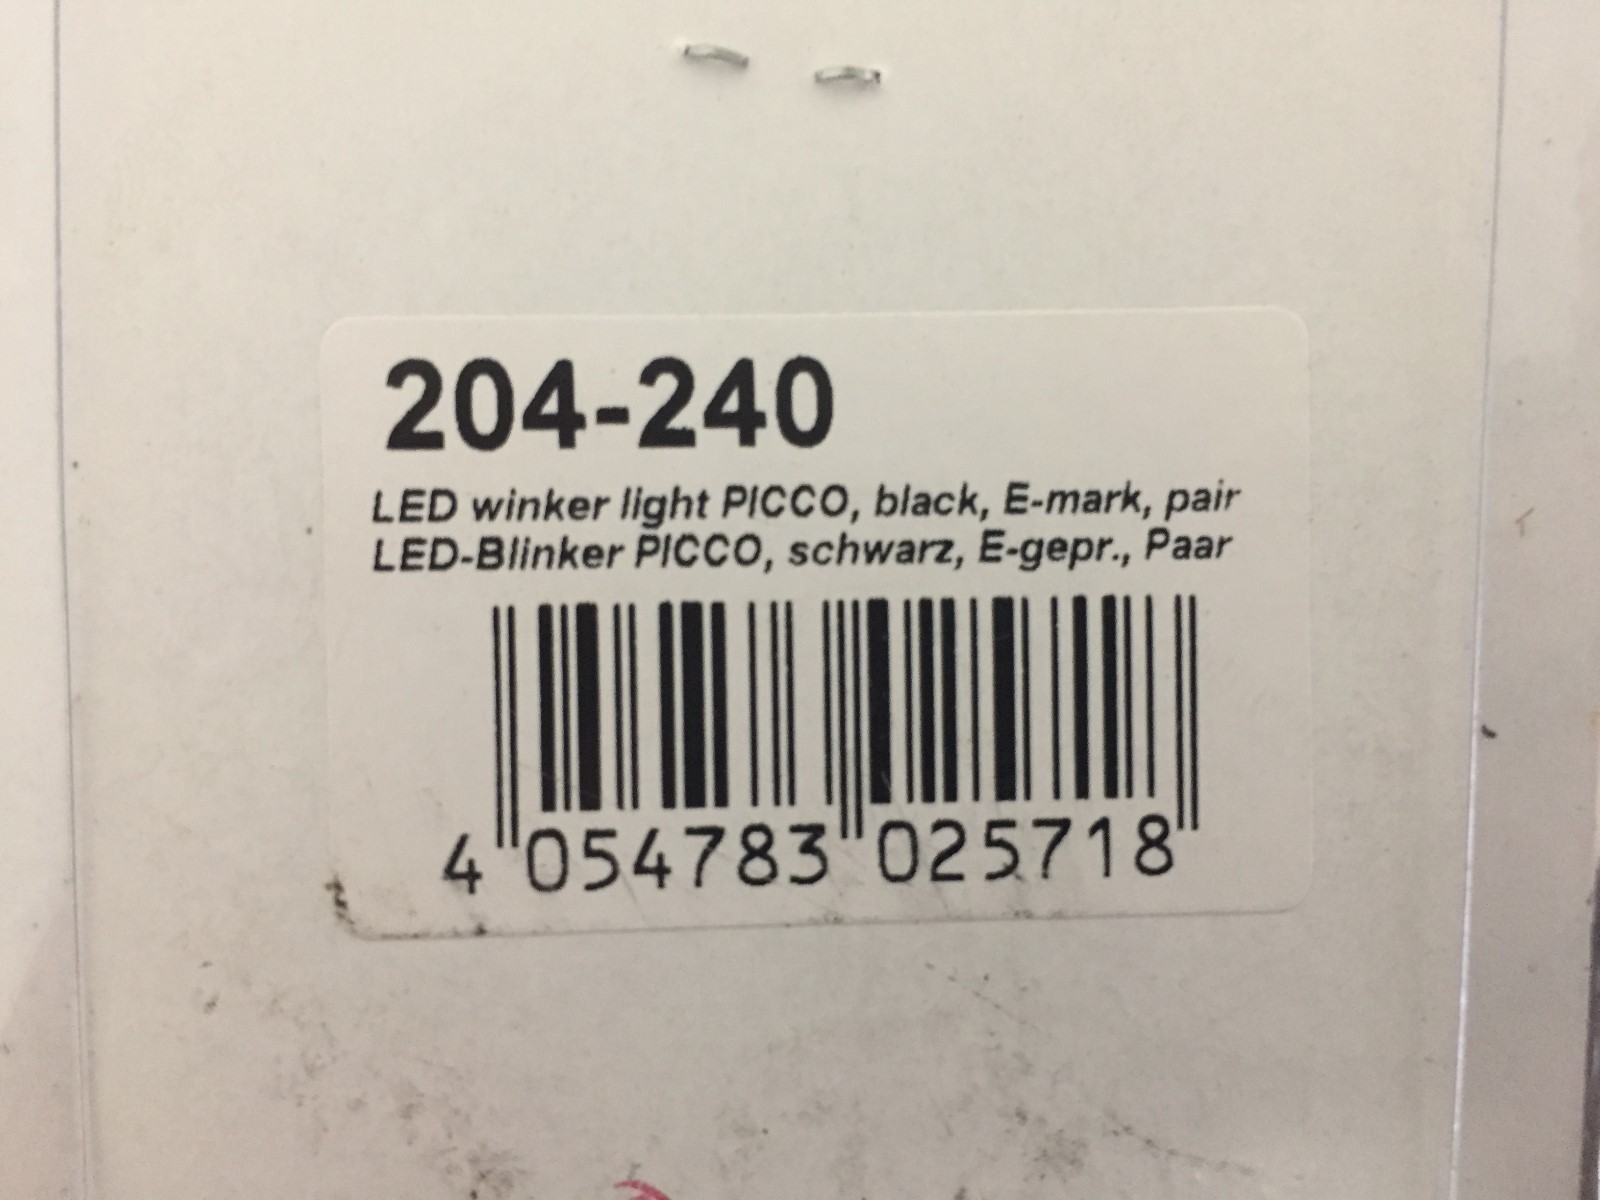 204-240
LED winker light PICCO, black, E-mark, pair
LED-Blinker PICCO, schwarz, E-gepr., Paar
4 054783 025718